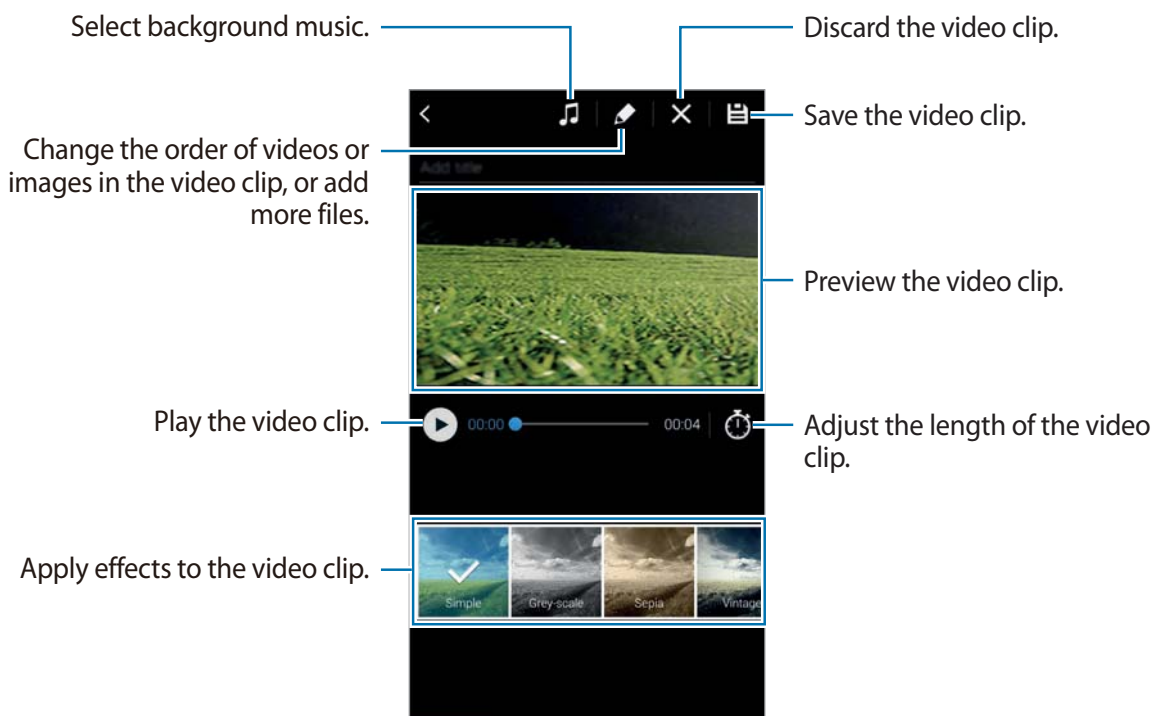 Select background music.
Discard the video clip.
Save the video clip.
Change the order of videos or
images in the video clip, or add
more files.
Add title
Preview the video clip.
Play the video clip.
00:00
00:04
Adjust the length of the video
clip.
Apply effects to the video clip.
Simple
Grey-scale
Sepia
Vintage